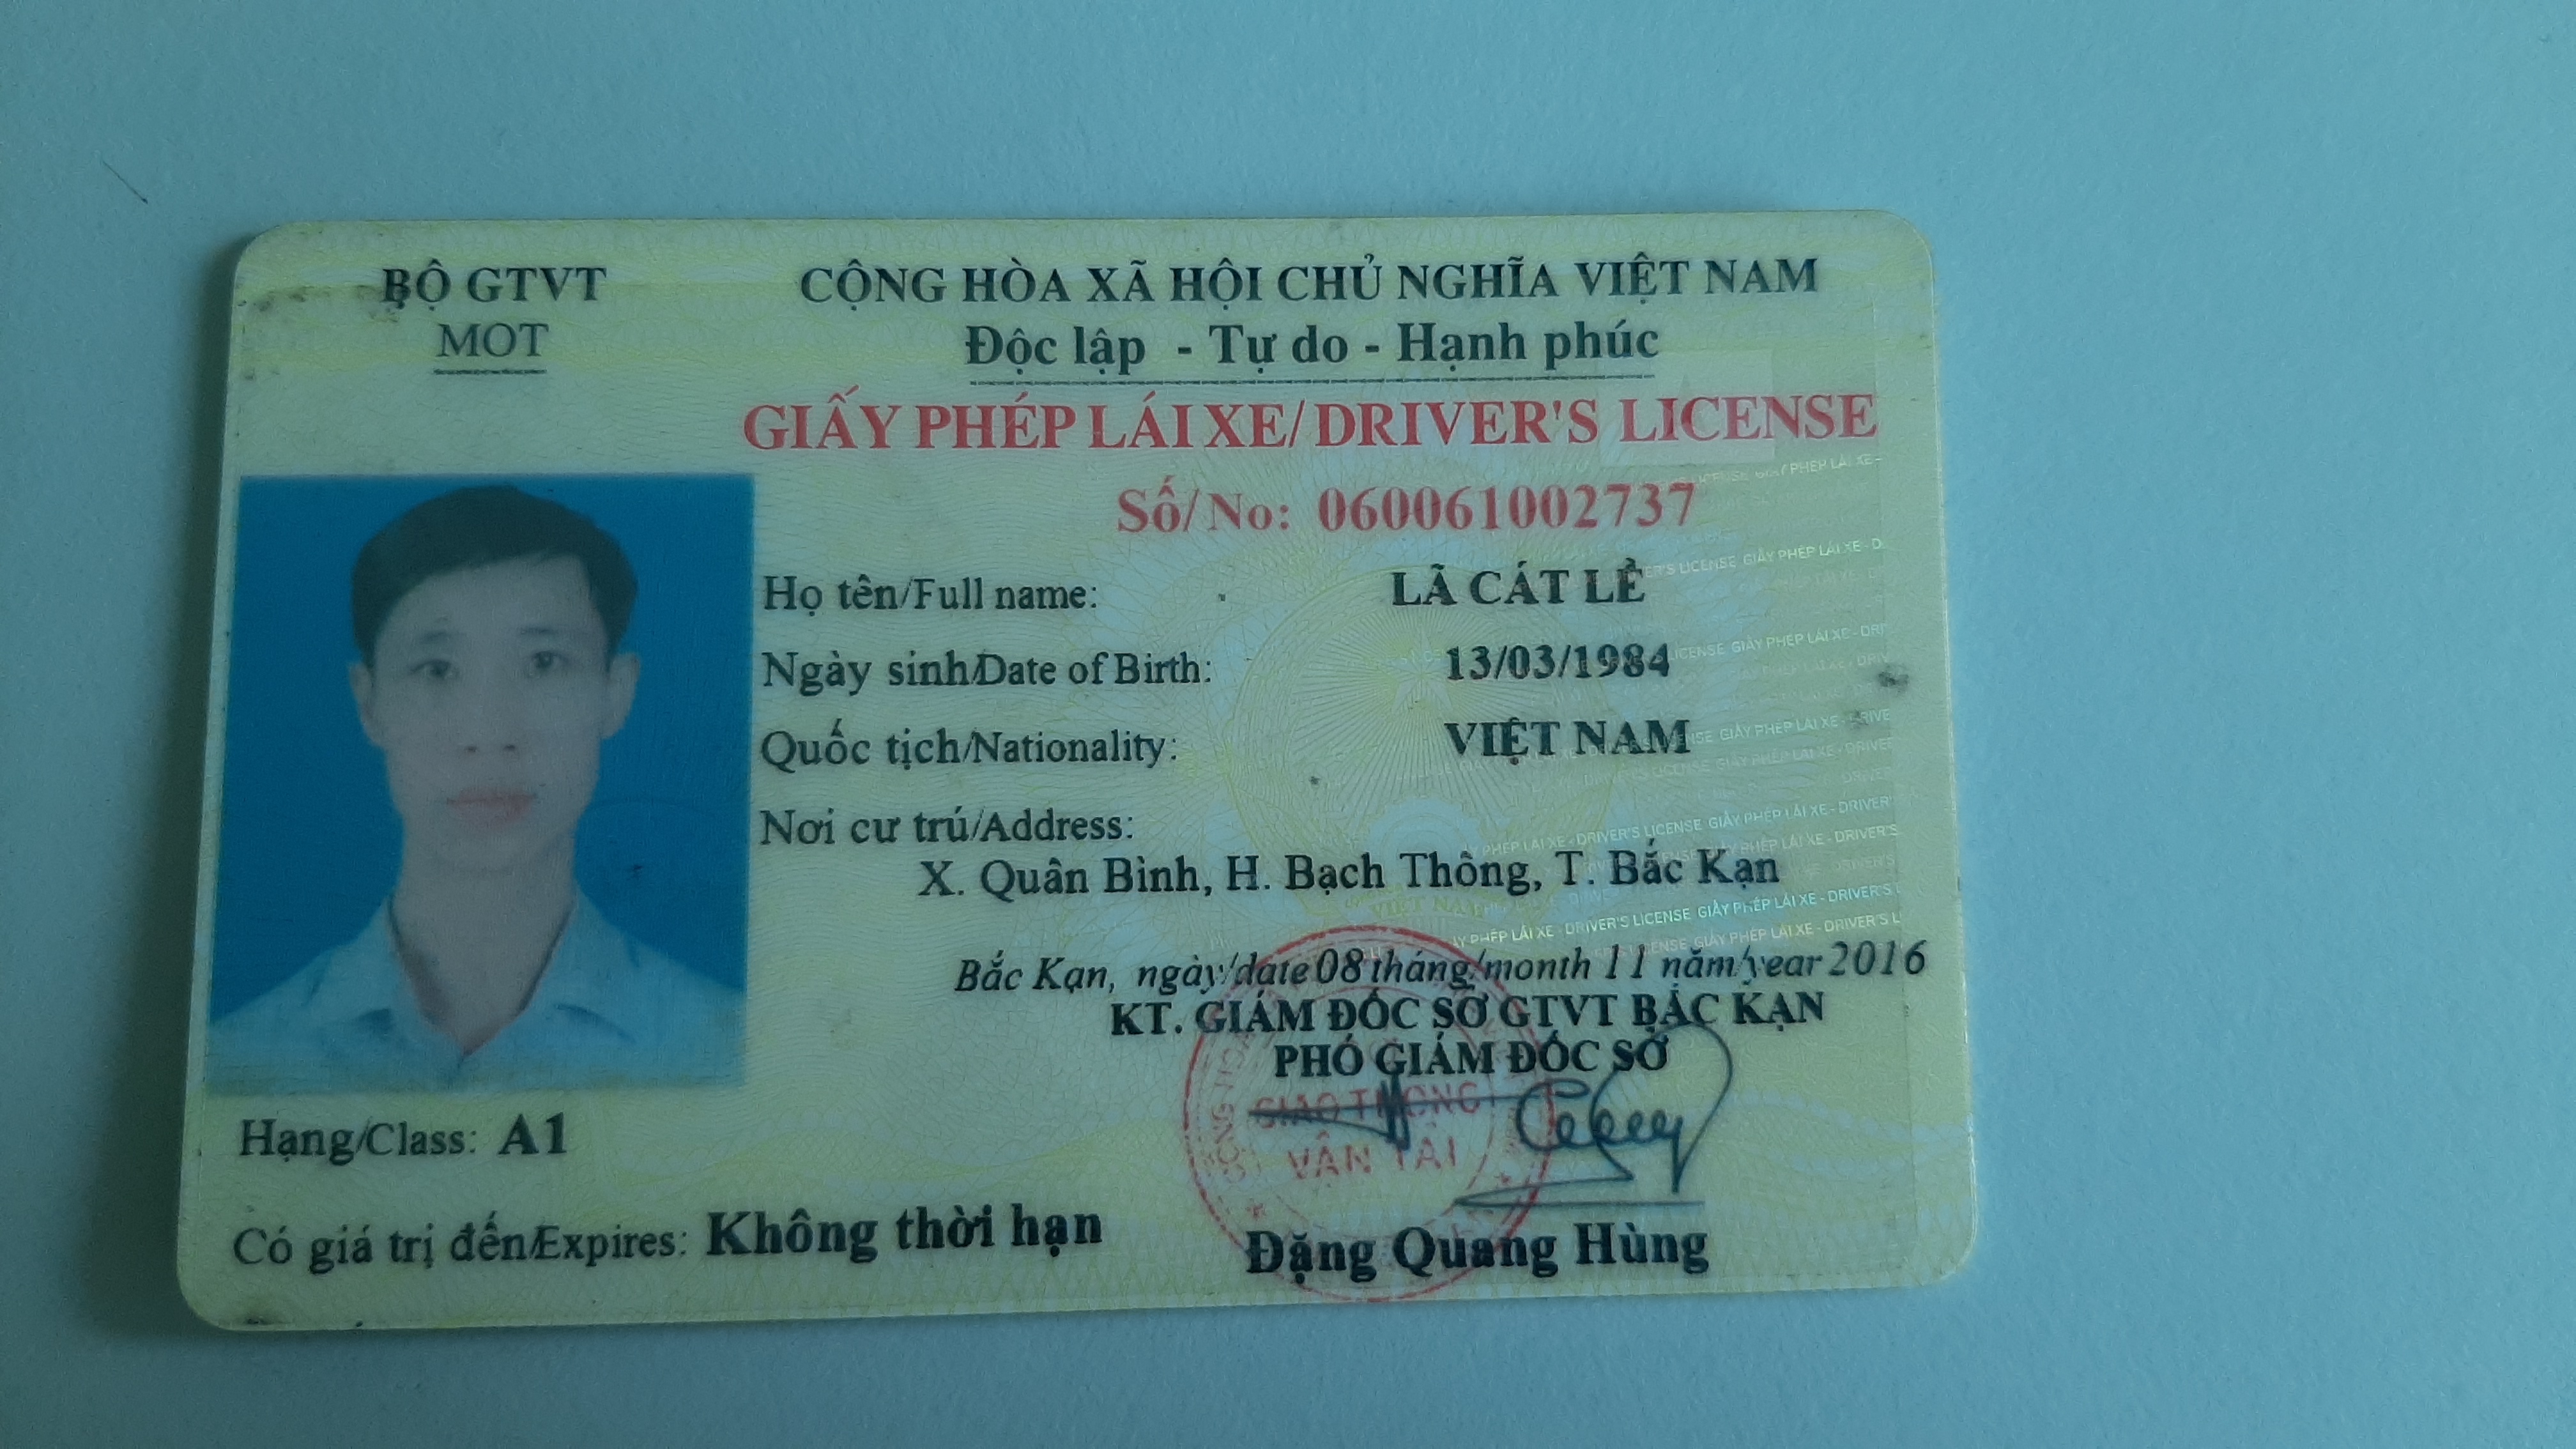 BỘ GTVT
MOT
CỘNG HÒA XÃ HỘI CHỦ NGHĨA VIỆT NAM
Độc lập - Tự do - Hạnh phúc
GIẤY PHÉP LÁI XE/DRIVER'S LICENSE
Số/No: 060061002737
Họ tên/Full name: LÃ CÁT LÊ
Ngày sinh/Date of Birth: 13/03/1984
Quốc tịch/Nationality: VIỆT NAM
Nơi cư trú/Address:
X. Quân Bình, H. Bạch Thông, T. Bắc Kạn
Bắc Kạn, ngày/date 08 tháng/month 11 năm/year 2016
KT. GIÁM ĐỐC SỞ GTVT BẮC KẠN
PHÓ GIÁM ĐỐC SỞ
Hạng/Class: A1
GIAO THÔNG
VẬN TẢI
Có giá trị đến/Expires: Không thời hạn
Đặng Quang Hùng